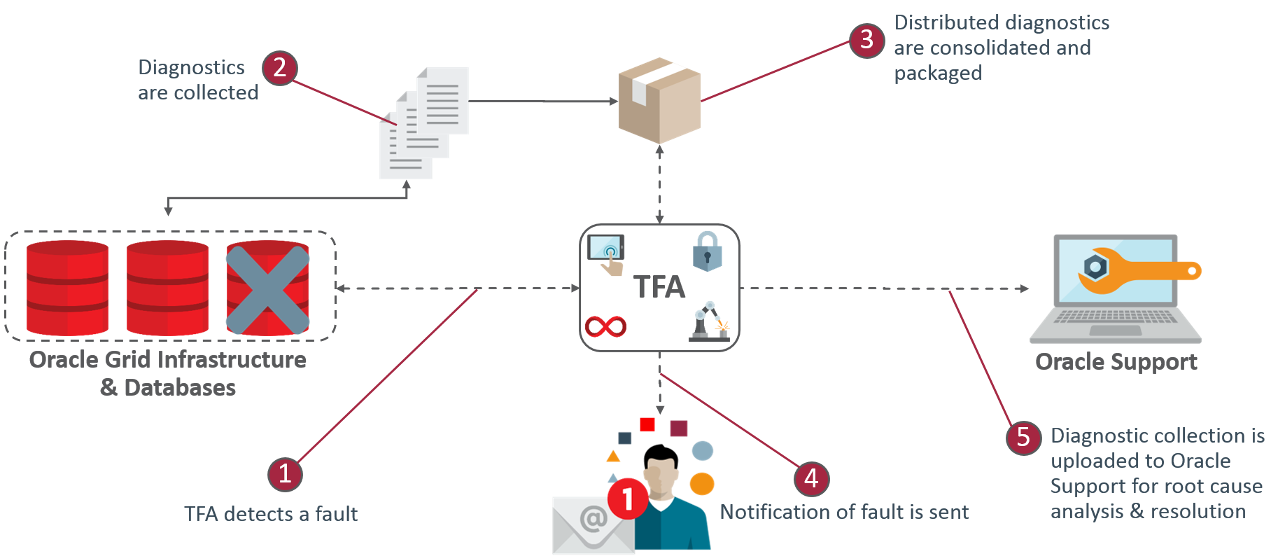 Diagnostics
are collected
2
3
Distributed diagnostics
are consolidated and
packaged
TFA
Oracle Grid Infrastructure
& Databases
Oracle Support
1
TFA detects a fault
@
1
4
Notification of fault is sent
5
Diagnostic collection is
uploaded to Oracle
Support for root cause
analysis & resolution